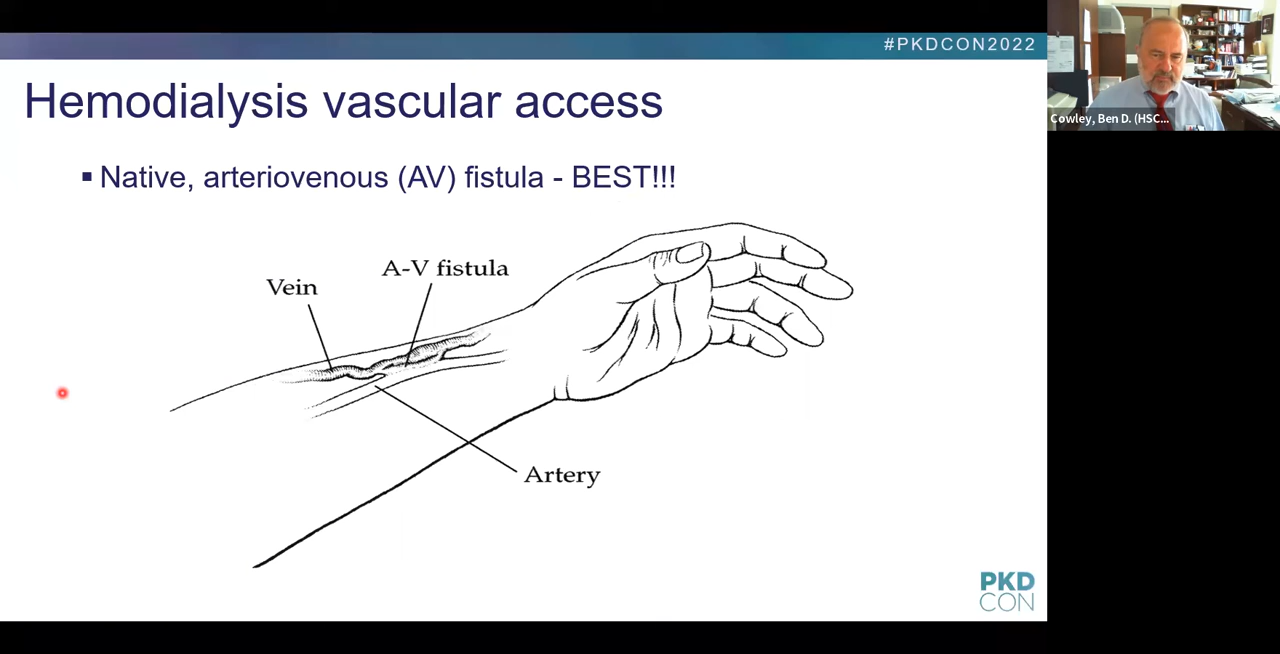 #PKDCON2022
Hemodialysis vascular access
▪ Native, arteriovenous (AV) fistula - BEST!!!
A-V fistula
Vein
Artery
PKD
CON
Cowley, Ben D. (HSC...